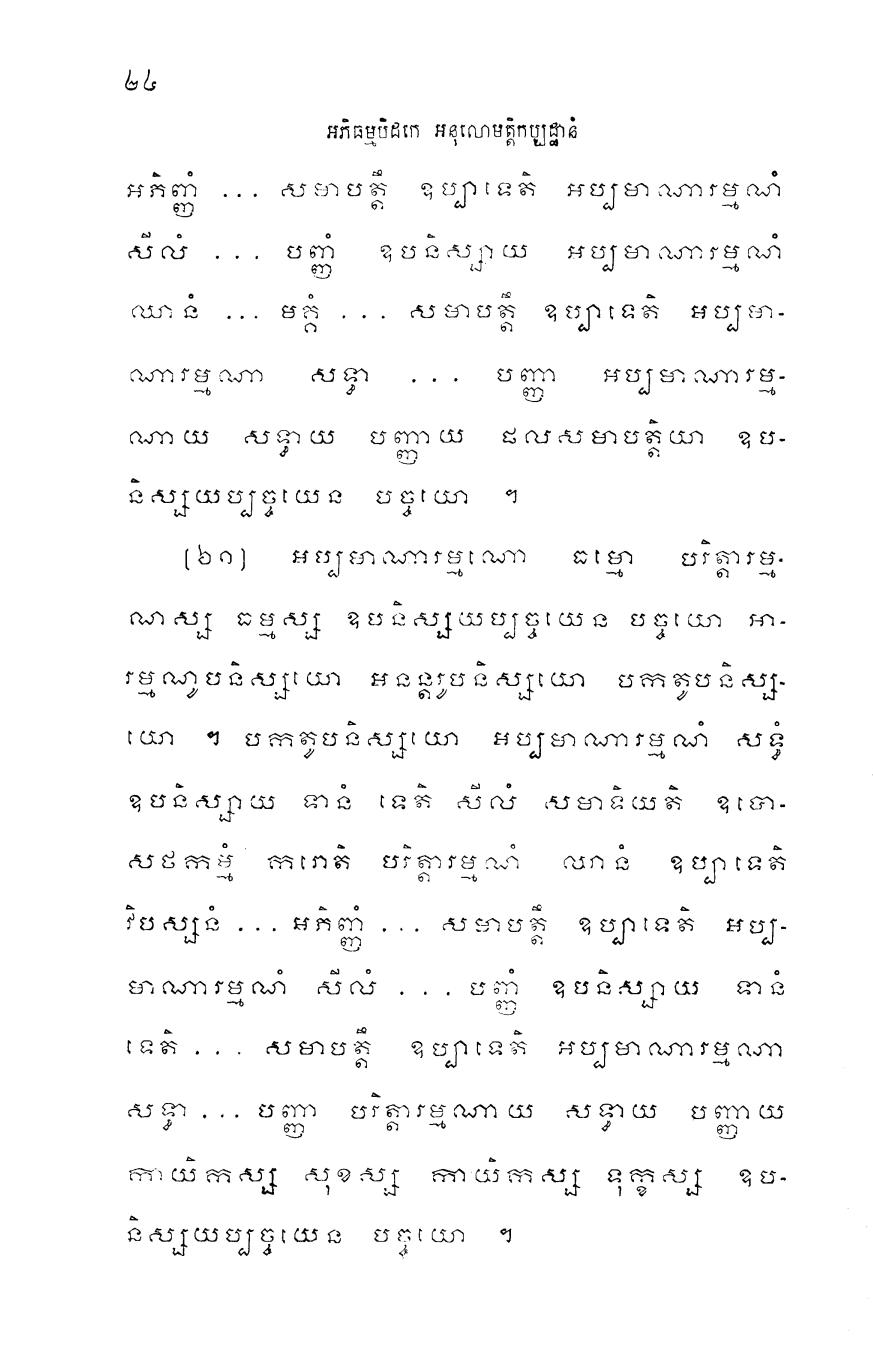 ២៤
អភិធម្មបិដកេ អនុលោមត្តិកប្បដ្ឋានំ
អភិញ្ញំ ... សមាបត្តឹ ឧប្បាទេតិ អប្បមាណារម្មណំ
សីលំ ... បញ្ញំ ឧបនិស្សាយ អប្បមាណារម្មណំ
ឈានំ ... មគ្គំ ... សមាបត្តឹ ឧប្បាទេតិ អប្បមា-
ណារម្មណា សទ្ធា ... បញ្ញា អប្បមាណារម្ម-
ណាយ សទ្ធាយ បញ្ញាយ ផលសមាបត្តិយា ឧប-
និស្សយប្បច្ចយេន បច្ចយោ ។
[៦១] អប្បមាណារម្មណោ ធម្មោ បរិត្តារម្ម-
ណស្ស ធម្មស្ស ឧបនិស្សយប្បច្ចយេន បច្ចយោ អា-
រម្មណូបនិស្សយោ អនន្តរូបនិស្សយោ បកតូបនិស្ស-
យោ ។ បកតូបនិស្សយោ អប្បមាណារម្មណំ សទ្ធំ
ឧបនិស្សាយ ទានំ ទេតិ សីលំ សមាទិយតិ ឧបោ-
សថកម្មំ ករោតិ បរិត្តារម្មណំ ឈានំ ឧប្បាទេតិ
វិបស្សនំ ... អភិញ្ញំ ... សមាបត្តឹ ឧប្បាទេតិ អប្ប-
មាណារម្មណំ សីលំ ... បញ្ញំ ឧបនិស្សាយ ទានំ
ទេតិ ... សមាបត្តឹ ឧប្បាទេតិ អប្បមាណារម្មណា
សទ្ធា ... បញ្ញា បរិត្តារម្មណាយ សទ្ធាយ បញ្ញាយ
កាយិកស្ស សុខស្ស កាយិកស្ស ទុក្ខស្ស ឧប-
និស្សយប្បច្ចយេន បច្ចយោ ។